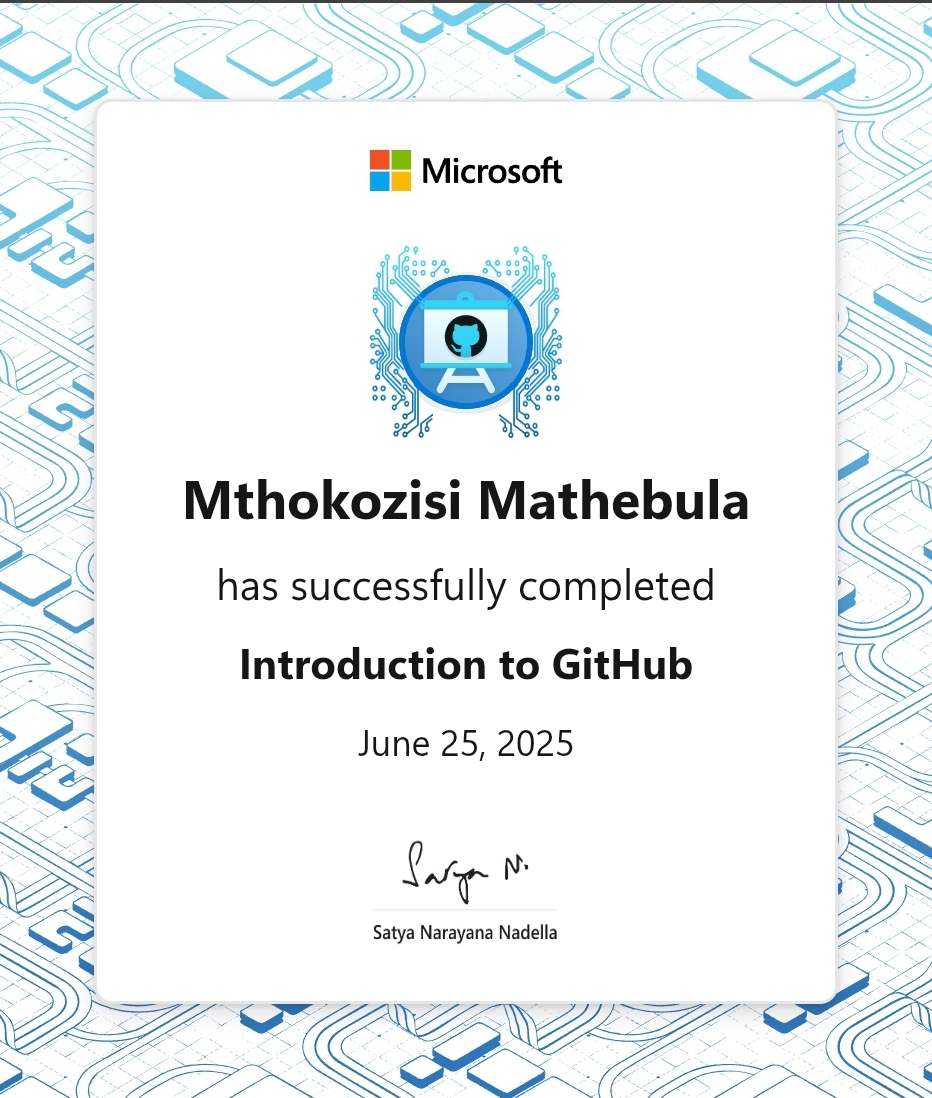 Microsoft
Mthokozisi Mathebula
has successfully completed
Introduction to GitHub
June 25, 2025
Satya N.
Satya Narayana Nadella